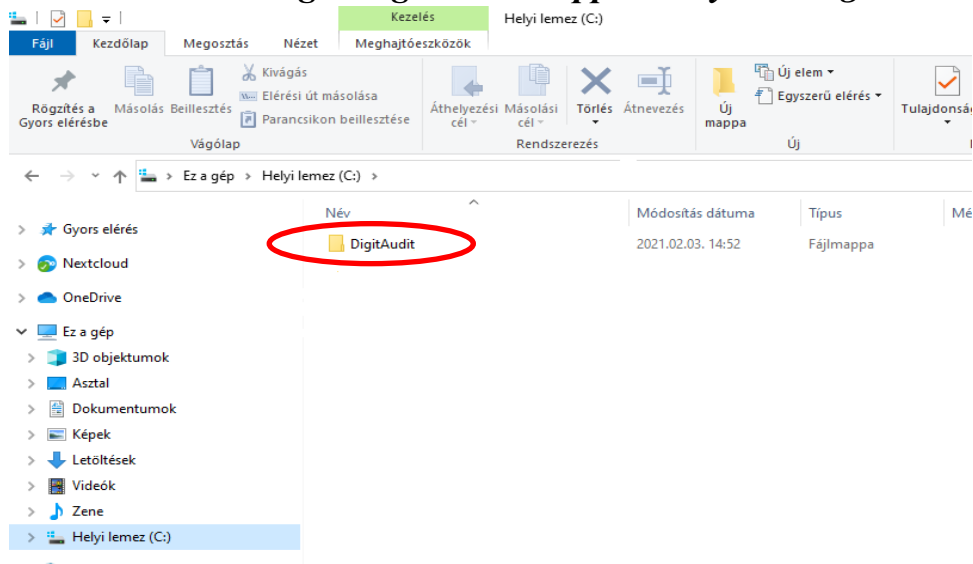 Kezelés Helyi lemez (C:)
Fájl Kezdőlap Megosztás Nézet Meghajtóeszközök
Rögzítés a Gyors elérésbe
Másolás
Beillesztés
Kivágás
Elérési út másolása
Parancsikon beillesztése
Vágólap
Áthelyezési cél
Másolási cél
Törlés
Átnevezés
Rendszerezés
Új mappa
Új elem
Egyszerű elérés
Új
Ez a gép > Helyi lemez (C:) >
Név Módosítás dátuma Típus
DigitAudit 2021.02.03. 14:52 Fájlmappa
Gyors elérés
Nextcloud
OneDrive
Ez a gép
3D objektumok
Asztal
Dokumentumok
Képek
Letöltések
Videók
Zene
Helyi lemez (C:)